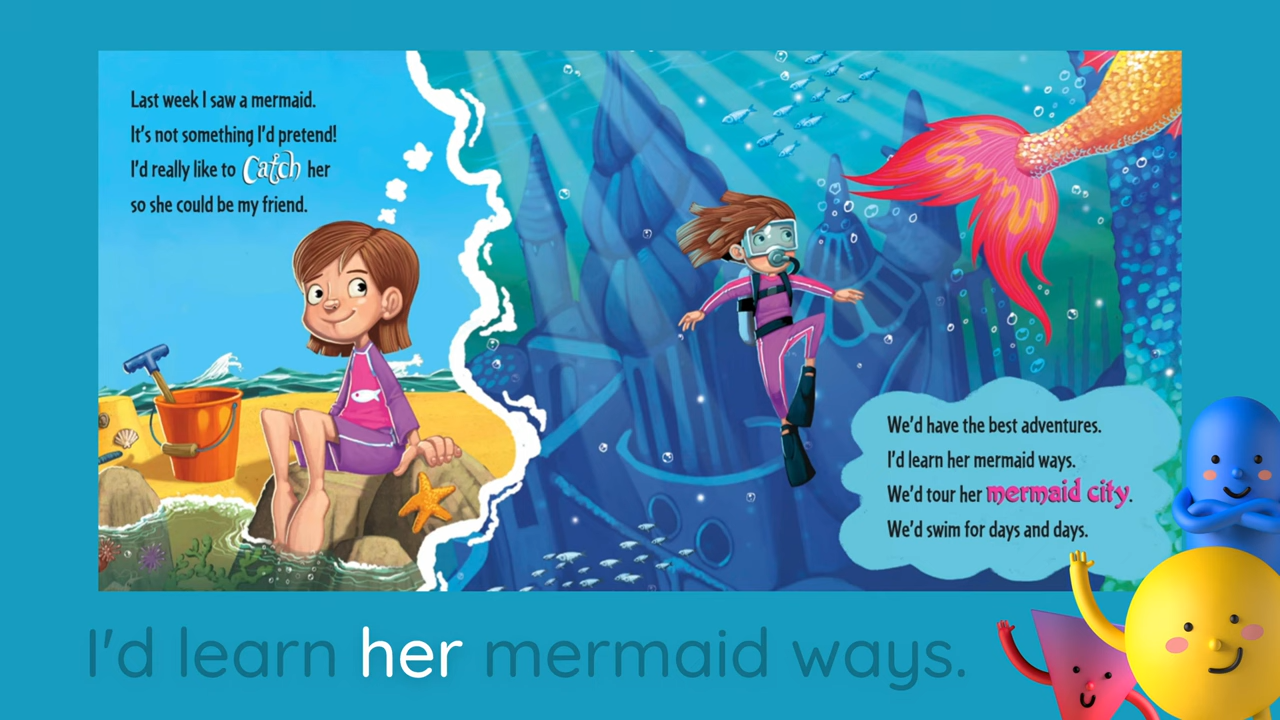 Last week I saw a mermaid.
It's not something I'd pretend!
I'd really like to Catch her
so she could be my friend.
We'd have the best adventures.
I'd learn her mermaid ways.
We'd tour her mermaid city.
We'd swim for days and days.
I'd learn her mermaid ways.